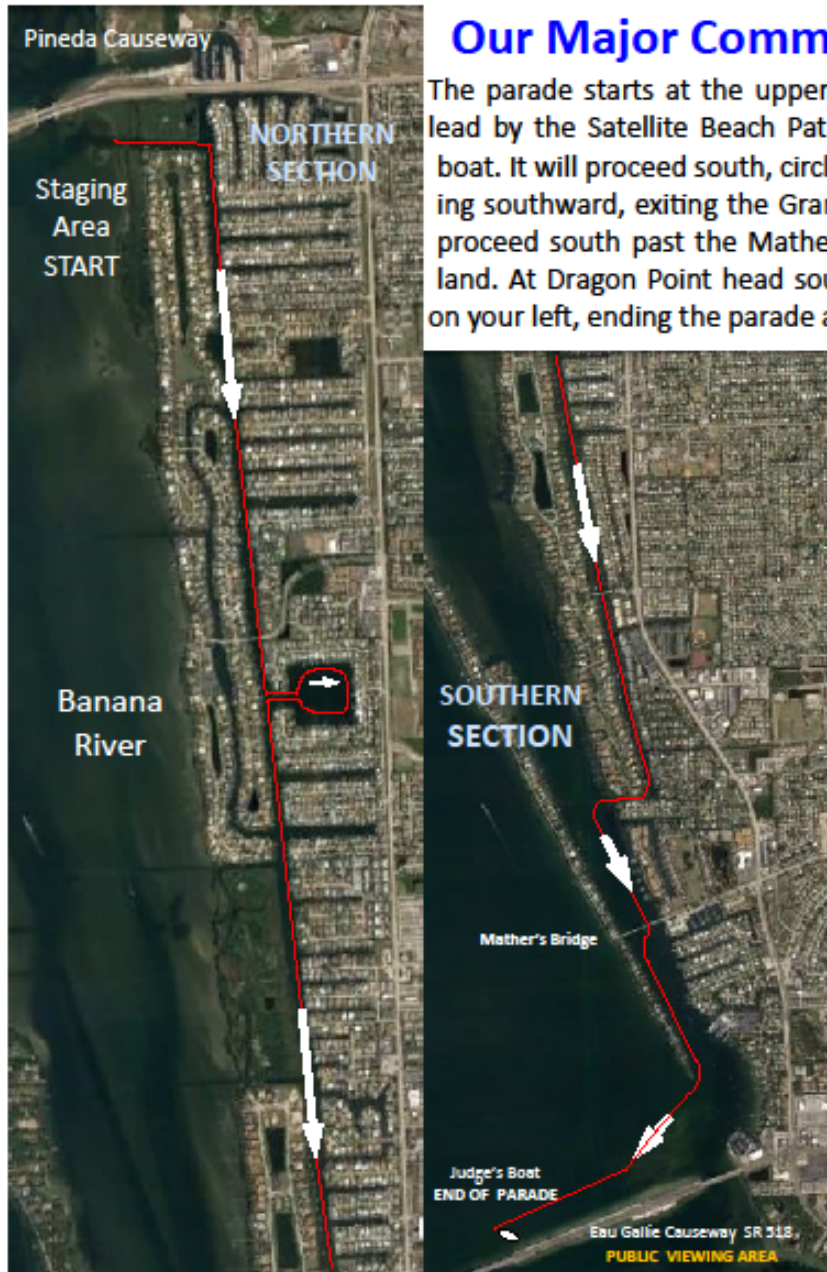 Pineda Causeway
NORTHERN
SECTION
Staging
Area
START
Banana
River
Our Major Comm
The parade starts at the upper
lead by the Satellite Beach Pat
boat. It will proceed south, circl
ing southward, exiting the Gran
proceed south past the Mathe
land. At Dragon Point head sou
on your left, ending the parade a
SOUTHERN
SECTION
Mather's Bridge
Judge's Boat
END OF PARADE
Eau Gallie Causeway SR 518
PUBLIC VIEWING AREA